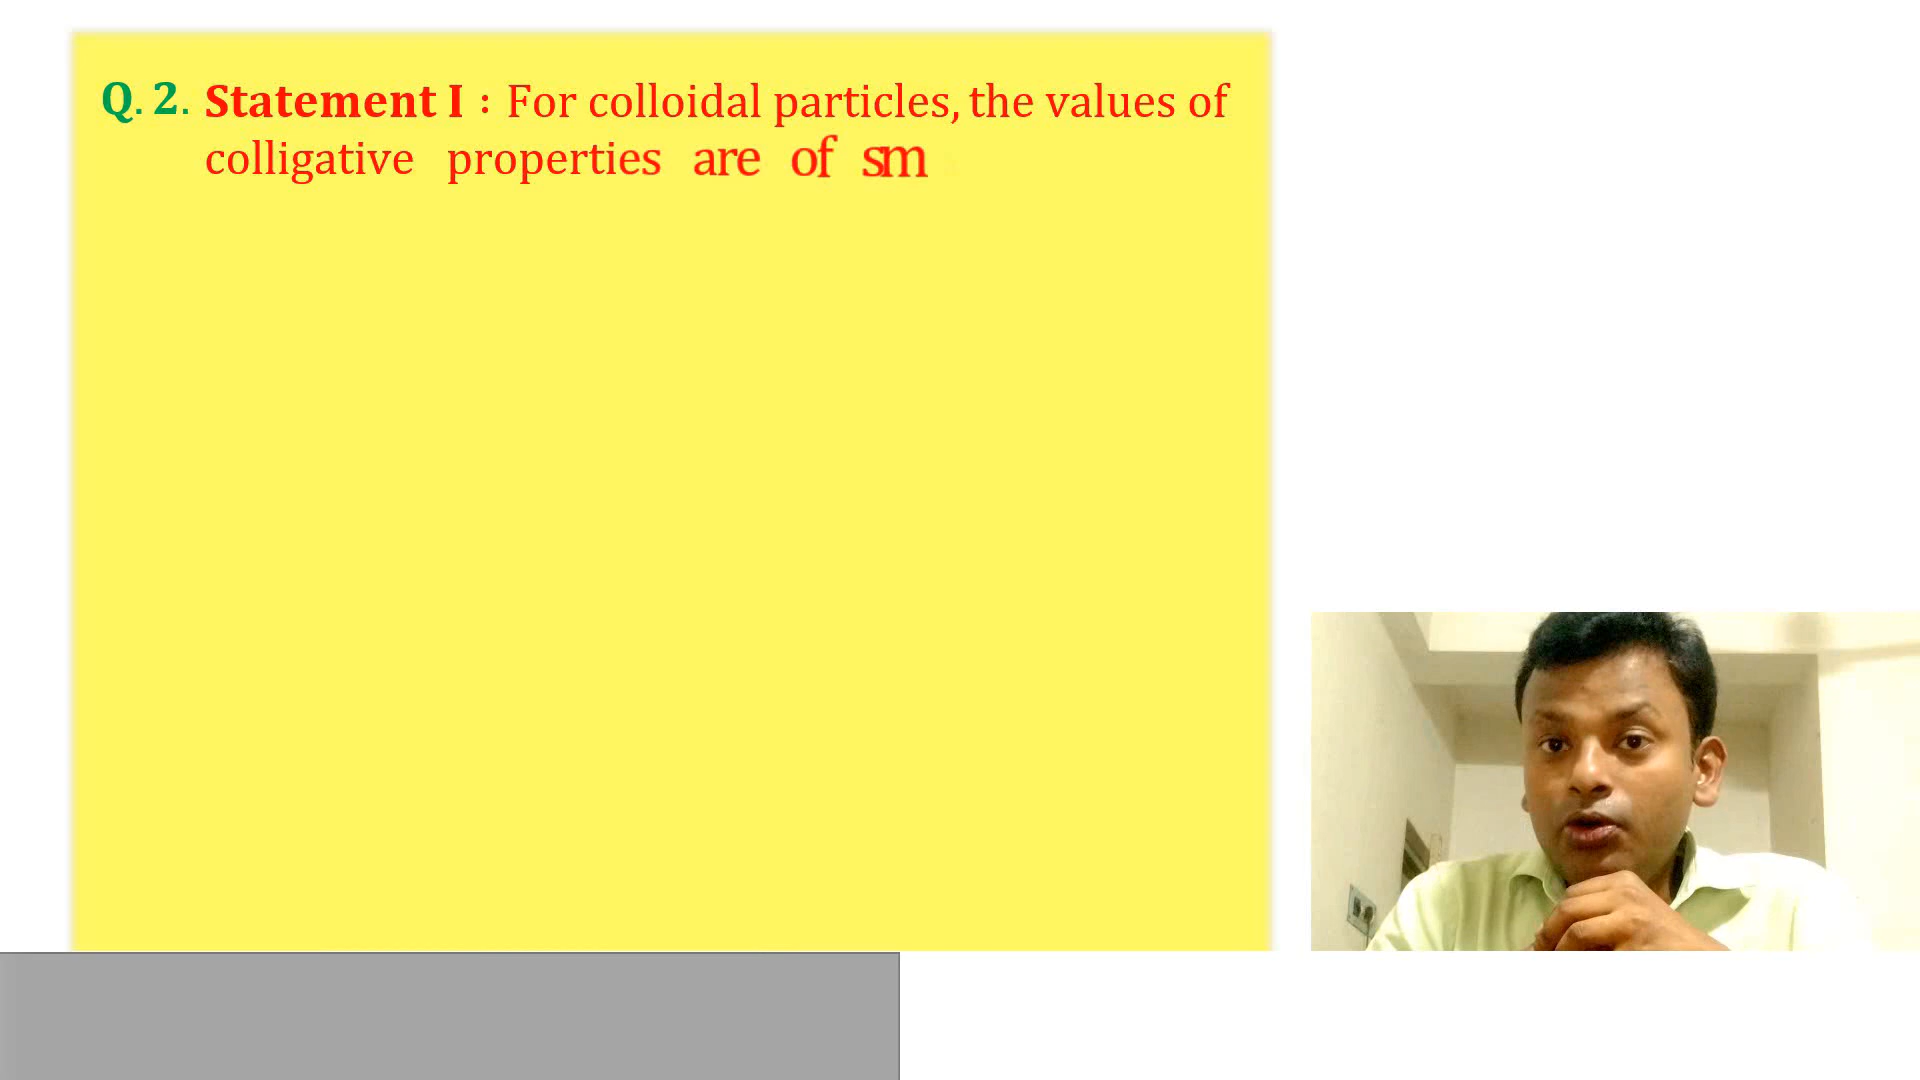 Q. 2. Statement I : For colloidal particles, the values of
colligative properties are of sm